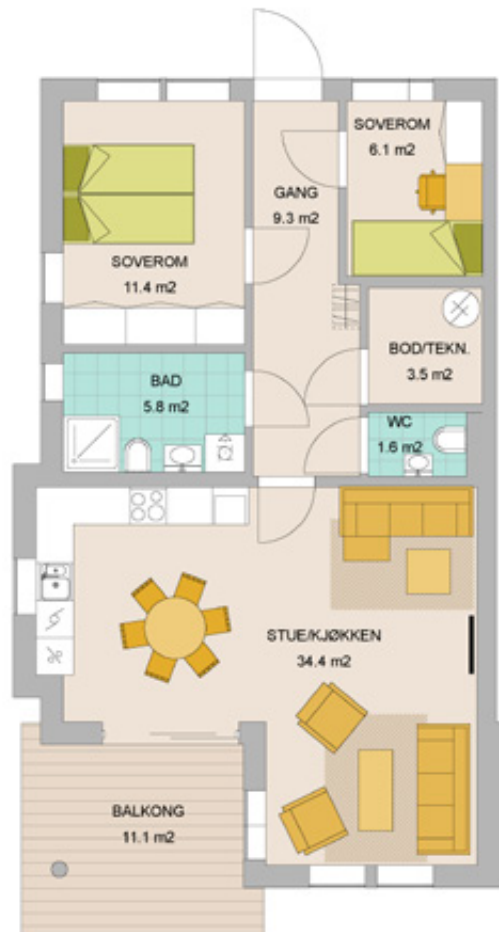 SOVEROM
6.1 m2
GANG
9.3 m2
SOVEROM
11.4 m2
BOD/TEKN.
3.5 m2
BAD
5.8 m2
WC
1.6 m2
STUE/KJØKKEN
34.4 m2
BALKONG
11.1 m2